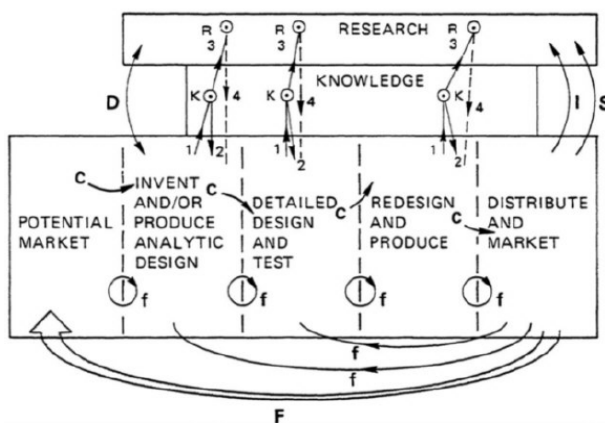 R R R RESEARCH
3 3 3
KNOWLEDGE
D K 4 K 4 K 4 I S
1 2 1 2 1 2
C INVENT
AND/OR
PRODUCE
ANALYTIC
DESIGN
C DETAILED
DESIGN
AND
TEST
C REDESIGN
AND
PRODUCE
C DISTRIBUTE
AND
MARKET
POTENTIAL
MARKET
f f f f
f
f
F